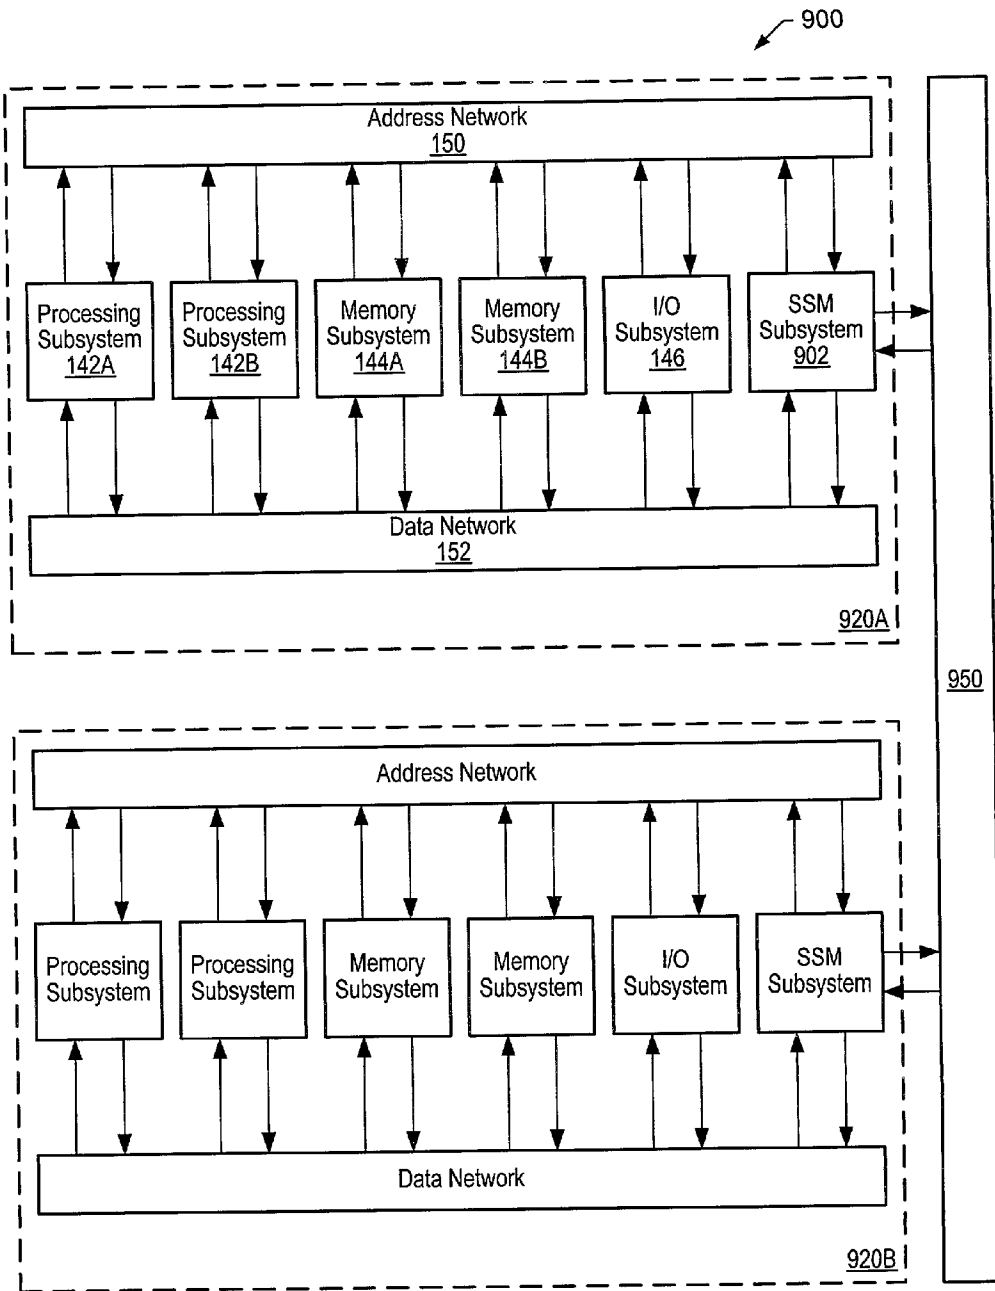 900
Address Network
150
Processing
Subsystem
142A
Processing
Subsystem
142B
Memory
Subsystem
144A
Memory
Subsystem
144B
I/O
Subsystem
146
SSM
Subsystem
902
Data Network
152
920A
950
Address Network
Processing
Subsystem
Processing
Subsystem
Memory
Subsystem
Memory
Subsystem
I/O
Subsystem
SSM
Subsystem
Data Network
920B